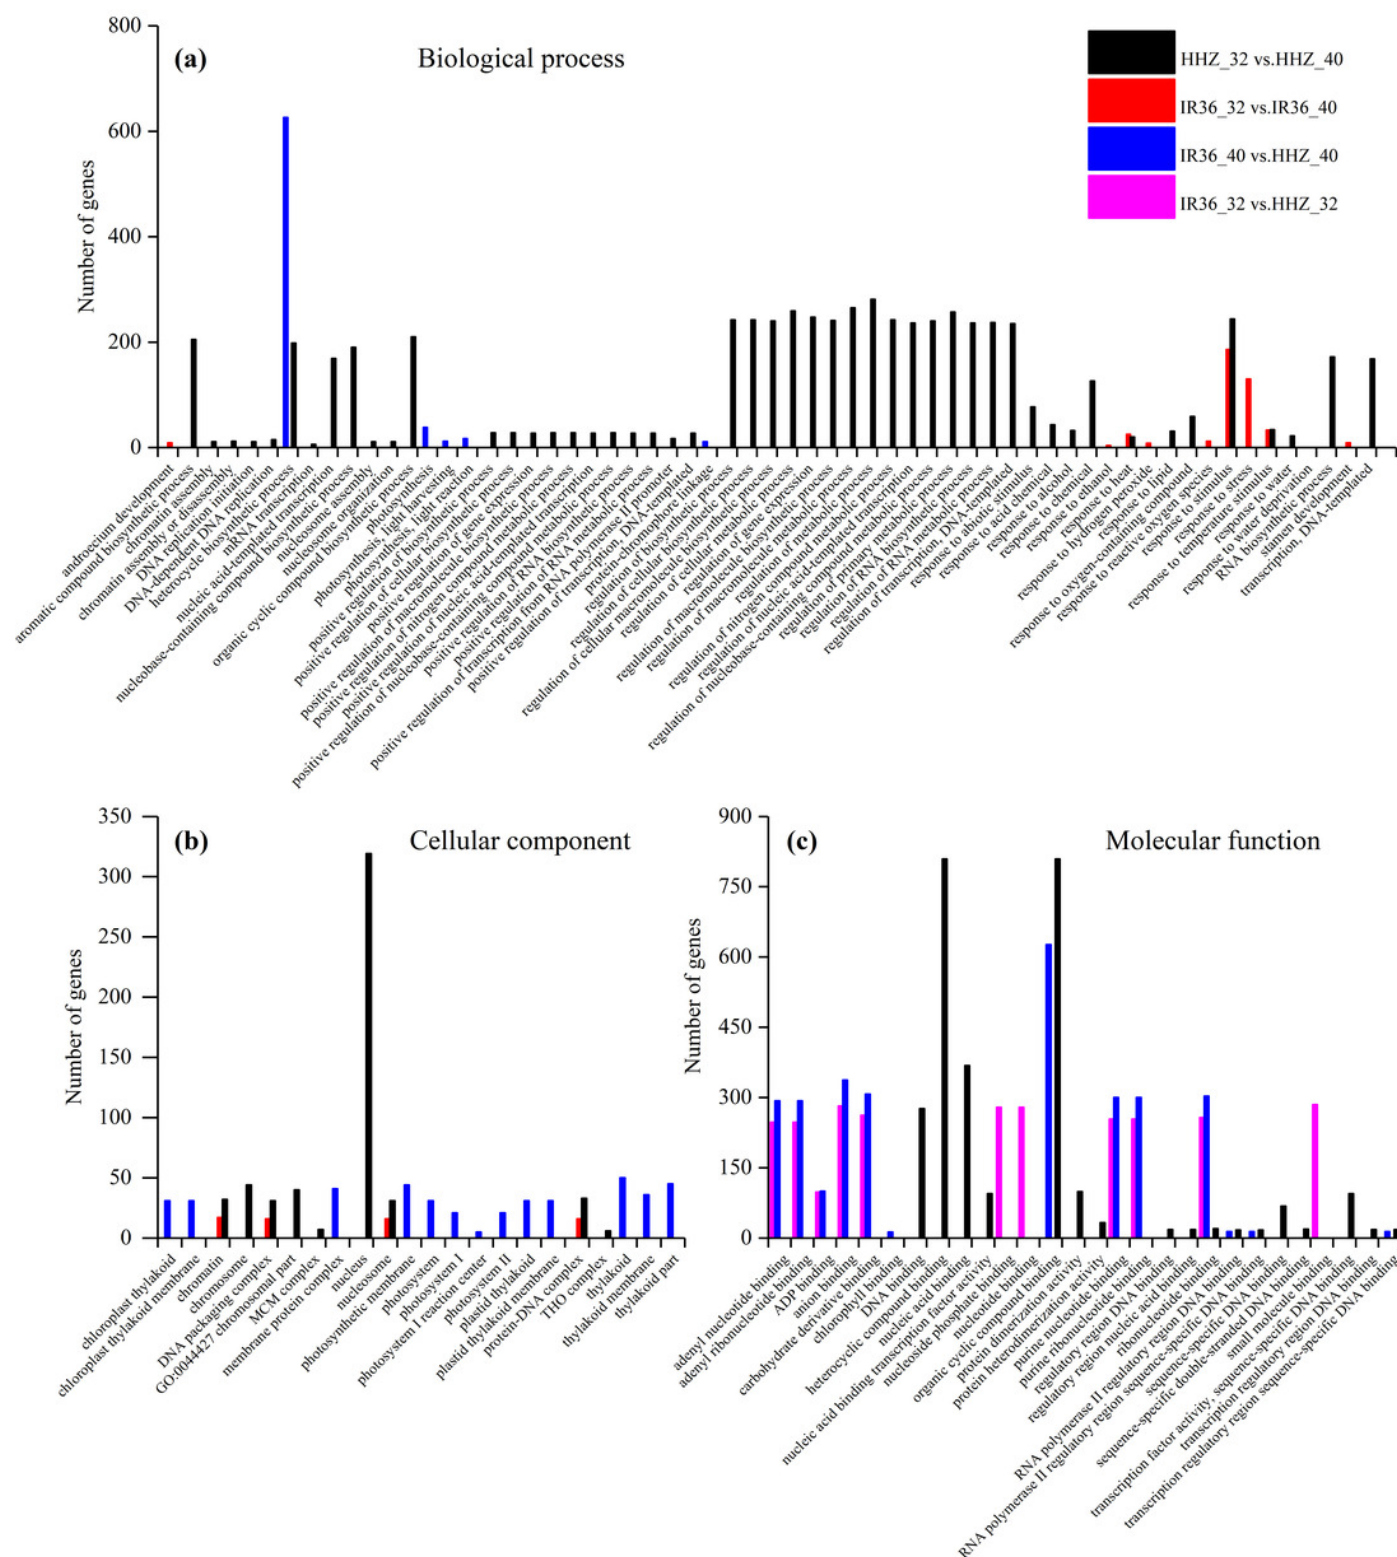 (a)
Biological process
HHZ_32 vs.HHZ_40
IR36_32 vs.IR36_40
IR36_40 vs.HHZ_40
IR36_32 vs.HHZ_32
Number of genes
800
600
400
200
0
androecium development
aromatic compound biosynthetic process
chromatin assembly
chromatin assembly or disassembly
DNA replication initiation
DNA-dependent DNA replication
heterocycle biosynthetic process
mRNA transcription
nucleic acid-templated transcription
nucleobase-containing compound biosynthetic process
nucleosome assembly
nucleosome organization
organic cyclic compound biosynthetic process
photosynthesis
photosynthesis, light harvesting
photosynthesis, light reaction
positive regulation of biosynthetic process
positive regulation of cellular biosynthetic process
positive regulation of gene expression
positive regulation of macromolecule biosynthetic process
positive regulation of nitrogen compound metabolic process
positive regulation of nucleic acid-templated transcription
positive regulation of nucleobase-containing compound metabolic process
positive regulation of RNA biosynthetic process
positive regulation of RNA metabolic process
positive regulation of transcription from RNA polymerase II promoter
positive regulation of transcription, DNA-templated
protein-chromophore linkage
regulation of biosynthetic process
regulation of cellular biosynthetic process
regulation of cellular macromolecule biosynthetic process
regulation of cellular metabolic process
regulation of gene expression
regulation of macromolecule biosynthetic process
regulation of macromolecule metabolic process
regulation of metabolic process
regulation of nitrogen compound metabolic process
regulation of nucleic acid-templated transcription
regulation of nucleobase-containing compound metabolic process
regulation of primary metabolic process
regulation of RNA biosynthetic process
regulation of RNA metabolic process
regulation of transcription, DNA-templated
response to abiotic stimulus
response to acid chemical
response to alcohol
response to chemical
response to ethanol
response to heat
response to hydrogen peroxide
response to lipid
response to oxygen-containing compound
response to reactive oxygen species
response to stimulus
response to stress
response to temperature stimulus
response to water
response to water deprivation
RNA biosynthetic process
stamen development
transcription, DNA-templated
(b)
Cellular component
Number of genes
350
300
250
200
150
100
50
0
chloroplast thylakoid
chloroplast thylakoid membrane
chromatin
chromosome
DNA packaging complex
GO:0044427 chromosomal part
MCM complex
membrane protein complex
nucleus
nucleosome
photosynthetic membrane
photosystem
photosystem I
photosystem I reaction center
photosystem II
plastid thylakoid
plastid thylakoid membrane
protein-DNA complex
THO complex
thylakoid
thylakoid membrane
thylakoid part
(c)
Molecular function
Number of genes
900
750
600
450
300
150
0
adenyl nucleotide binding
adenyl ribonucleotide binding
ADP binding
anion binding
carbohydrate derivative binding
chlorophyll binding
DNA binding
heterocyclic compound binding
nucleic acid binding
nucleic acid binding transcription factor activity
nucleoside phosphate binding
nucleotide binding
organic cyclic compound binding
protein dimerization activity
protein heterodimerization activity
purine nucleotide binding
purine ribonucleotide binding
regulatory region DNA binding
regulatory region nucleic acid binding
ribonucleotide binding
RNA polymerase II regulatory region DNA binding
RNA polymerase II regulatory region sequence-specific DNA binding
sequence-specific DNA binding
sequence-specific double-stranded DNA binding
small molecule binding
transcription factor activity, sequence-specific DNA binding
transcription regulatory region DNA binding
transcription regulatory region sequence-specific DNA binding